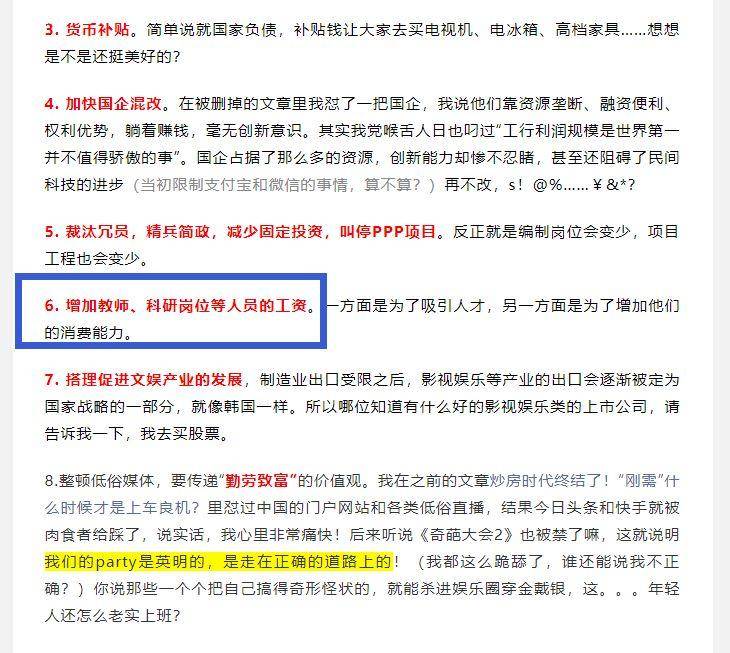 3. 货币补贴。简单说就国家负债，补贴钱让大家去买电视机、电冰箱、高档家具......想想
是不是还挺美好的？
4. 加快国企混改。在被删掉的文章里我怼了一把国企，我说他们靠资源垄断、融资便利、
权利优势，躺着赚钱，毫无创新意识。其实我党喉舌人日也叼过“工行利润规模是世界第一
并不值得骄傲的事”。国企占据了那么多的资源，创新能力却惨不忍睹，甚至还阻碍了民间
科技的进步（当初限制支付宝和微信的事情，算不算？）再不改，s！@%......￥&*?
5. 裁汰冗员，精兵简政，减少固定投资，叫停PPP项目。反正就是编制岗位会变少，项目
工程也会变少。
6. 增加教师、科研岗位等人员的工资。一方面是为了吸引人才，另一方面是为了增加他们
的消费能力。
7. 搭理促进文娱产业的发展，制造业出口受限之后，影视娱乐等产业的出口会逐渐被定为
国家战略的一部分，就像韩国一样。所以哪位知道有什么好的影视娱乐类的上市公司，请
告诉我一下，我去买股票。
8.整顿低俗媒体，要传递“勤劳致富”的价值观。我在之前的文章炒房时代终结了！“刚需”什
么时候才是上车良机？里怼过中国的门户网站和各类低俗直播，结果今日头条和快手就被
肉食者给踩了，说实话，我心里非常痛快！后来听说《奇葩大会2》也被禁了嘛，这就说明
我们的party是英明的，是走在正确的道路上的！（我都这么跪舔了，谁还能说我不正
确？）你说那些一个个把自己搞得奇形怪状的，就能杀进娱乐圈穿金戴银，这。。。年轻
人还怎么老实上班？